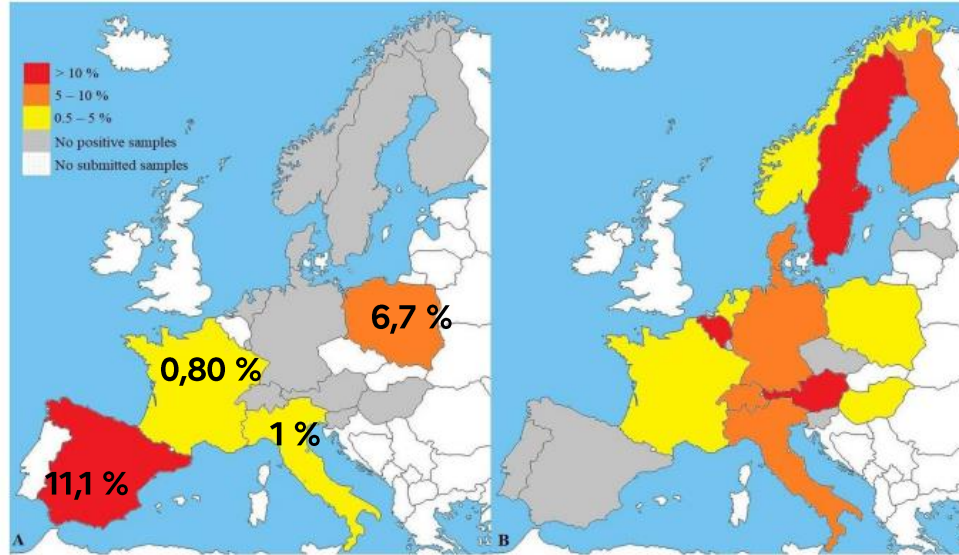 > 10 %
5 – 10 %
0.5 – 5 %
No positive samples
No submitted samples
6,7 %
0,80 %
1 %
11,1 %
A
B